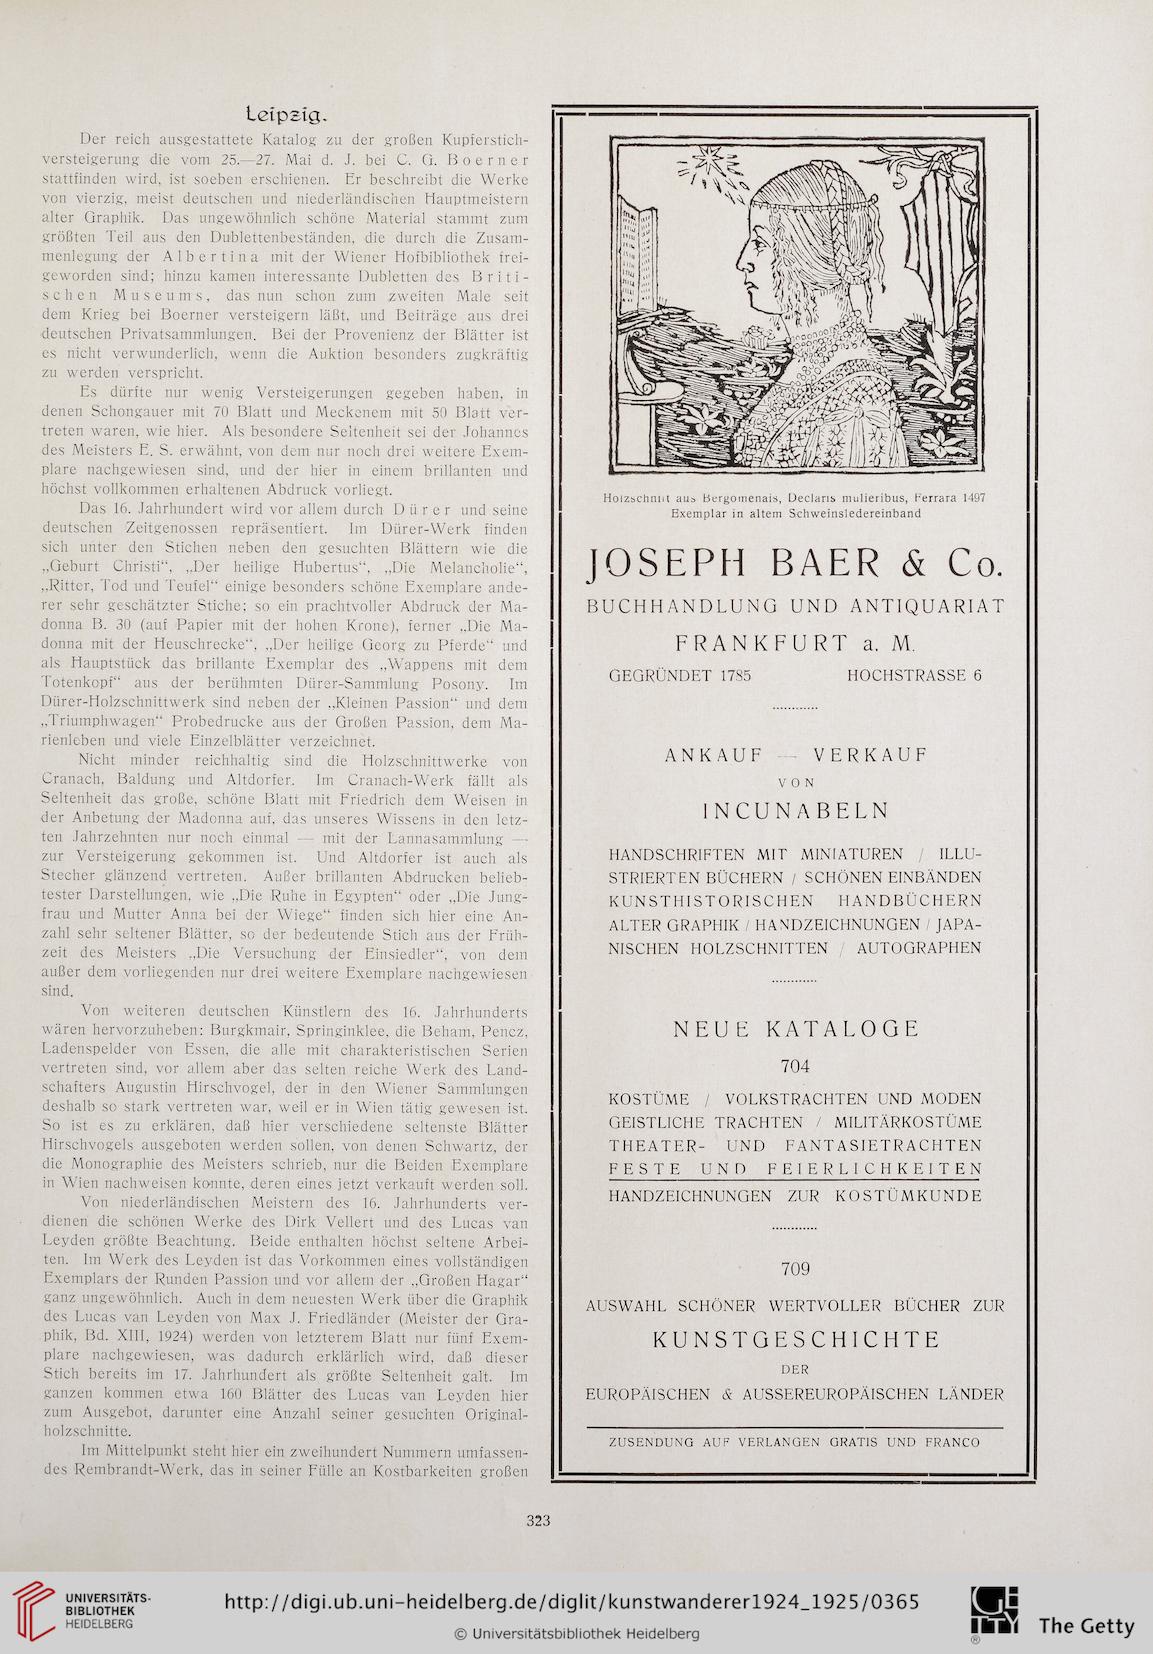 Leipzig.
Der reich ausgestattete Katalog zu der großen Kupferstich-
versteigerung die vom 25.—27. Mai d. J. bei C. G. Boerner
stattfinden wird, ist soeben erschienen. Er beschreibt die Werke
von vierzig, meist deutschen und niederländischen Hauptmeistern
alter Graphik. Das ungewöhnlich schöne Material stammt zum
größten Teil aus den Dublettenbeständen, die durch die Zusam-
menlegung der Albertina mit der Wiener Hofbibliothek frei-
geworden sind; hinzu kamen interessante Dubletten des Briti-
schen Museums, das nun schon zum zweiten Male seit
dem Krieg bei Boerner versteigern läßt, und Beiträge aus drei
deutschen Privatsammlungen. Bei der Provenienz der Blätter ist
es nicht verwunderlich, wenn die Auktion besonders zugkräftig
zu werden verspricht.
Es dürfte nur wenig Versteigerungen gegeben haben, in
denen Schongauer mit 70 Blatt und Meckenem mit 50 Blatt ver-
treten waren, wie hier. Als besondere Seltenheit sei der Johannes
des Meisters E. S. erwähnt, von dem nur noch drei weitere Exem-
plare nachgewiesen sind, und der hier in einem brillanten und
höchst vollkommen erhaltenen Abdruck vorliegt.
Das 16. Jahrhundert wird vor allem durch Dürer und seine
deutschen Zeitgenossen repräsentiert. Im Dürer-Werk finden
sich unter den Stichen neben den gesuchten Blättern wie die
„Geburt Christi“, „Der heilige Hubertus“, „Die Melancholie“,
„Ritter, Tod und Teufel“ einige besonders schöne Exemplare ande-
rer sehr geschätzter Stiche; so ein prachtvoller Abdruck der Ma-
donna B. 30 (auf Papier mit der hohen Krone), ferner „Die Ma-
donna mit der Heuschrecke“, „Der heilige Georg zu Pferde“ und
als Hauptstück das brillante Exemplar des „Wappens mit dem
Totenkopf“ aus der berühmten Dürer-Sammlung Posony. Im
Dürer-Holzschnittwerk sind neben der „Kleinen Passion“ und dem
„Triumphwagen“ Probedrucke aus der Großen Passion, dem Ma-
rienleben und viele Einzelblätter verzeichnet.
Nicht minder reichhaltig sind die Holzschnittwerke von
Cranach, Baldung und Altdorfer. Im Cranach-Werk fällt als
Seltenheit das große, schöne Blatt mit Friedrich dem Weisen in
der Anbetung der Madonna auf, das unseres Wissens in den letz-
ten Jahrzehnten nur noch einmal — mit der Lannasammlung —
zur Versteigerung gekommen ist. Und Altdorfer ist auch als
Stecher glänzend vertreten. Außer brillanten Abdrucken belieb-
tester Darstellungen, wie „Die Ruhe in Egypten“ oder „Die Jung-
frau und Mutter Anna bei der Wiege“ finden sich hier eine An-
zahl sehr seltener Blätter, so der bedeutende Stich aus der Früh-
zeit des Meisters „Die Versuchung der Einsiedler“, von dem
außer dem vorliegenden nur drei weitere Exemplare nachgewiesen
sind.
Von weiteren deutschen Künstlern des 16. Jahrhunderts
wären hervorzuheben: Burgkmair, Springinklee, die Beham, Pencz,
Ladenspelder von Essen, die alle mit charakteristischen Serien
vertreten sind, vor allem aber das selten reiche Werk des Land-
schafters Augustin Hirschvogel, der in den Wiener Sammlungen
deshalb so stark vertreten war, weil er in Wien tätig gewesen ist.
So ist es zu erklären, daß hier verschiedene seltenste Blätter
Hirschvogels ausgeboten werden sollen, von denen Schwartz, der
die Monographie des Meisters schrieb, nur die Beiden Exemplare
in Wien nachweisen konnte, deren eines jetzt verkauft werden soll.
Von niederländischen Meistern des 16. Jahrhunderts ver-
dienen die schönen Werke des Dirk Vellert und des Lucas van
Leyden größte Beachtung. Beide enthalten höchst seltene Arbei-
ten. Im Werk des Leyden ist das Vorkommen eines vollständigen
Exemplars der Runden Passion und vor allem der „Großen Hagar“
ganz ungewöhnlich. Auch in dem neuesten Werk über die Graphik
des Lucas van Leyden von Max J. Friedländer (Meister der Gra-
phik, Bd. XIII, 1924) werden von letzterem Blatt nur fünf Exem-
plare nachgewiesen, was dadurch erklärlich wird, daß dieser
Stich bereits im 17. Jahrhundert als größte Seltenheit galt. Im
ganzen kommen etwa 160 Blätter des Lucas van Leyden hier
zum Ausgebot, darunter eine Anzahl seiner gesuchten Original-
holzschnitte.
Im Mittelpunkt steht hier ein zweihundert Nummern umfassen-
des Rembrandt-Werk, das in seiner Fülle an Kostbarkeiten großen
Holzschnitt aus Bergomenais, Declaris mulieribus, Ferrara 1497
Exemplar in altem Schweinsledereinband
JOSEPH BAER & Co.
BUCHHANDLUNG UND ANTIQUARIAT
FRANKFURT a. M.
GEGRÜNDET 1785 HOCHSTRASSE 6
ANKAUF — VERKAUF
VON
INCUNABELN
HANDSCHRIFTEN MIT MINIATUREN / ILLU-
STRIERTEN BÜCHERN / SCHÖNEN EINBÄNDEN
KUNSTHISTORISCHEN HANDBÜCHERN
ALTER GRAPHIK / HANDZEICHNUNGEN / JAPA-
NISCHEN HOLZSCHNITTEN / AUTOGRAPHEN
NEUE KATALOGE
704
KOSTÜME / VOLKSTRACHTEN UND MODEN
GEISTLICHE TRACHTEN / MILITÄRKOSTÜME
THEATER- UND FANTASIETRACHTEN
FESTE UND FEIERLICHKEITEN
HANDZEICHNUNGEN ZUR KOSTÜMKUNDE
709
AUSWAHL SCHÖNER WERTVOLLER BÜCHER ZUR
KUNSTGESCHICHTE
DER
EUROPÄISCHEN & AUSSEREUROPÄISCHEN LÄNDER
ZUSENDUNG AUF VERLANGEN GRATIS UND FRANCO
323
UNIVERSITÄTS-
BIBLIOTHEK
HEIDELBERG
http://digi.ub.uni-heidelberg.de/diglit/kunstwanderer1924_1925/0365
© Universitätsbibliothek Heidelberg
GETTY
®
The Getty